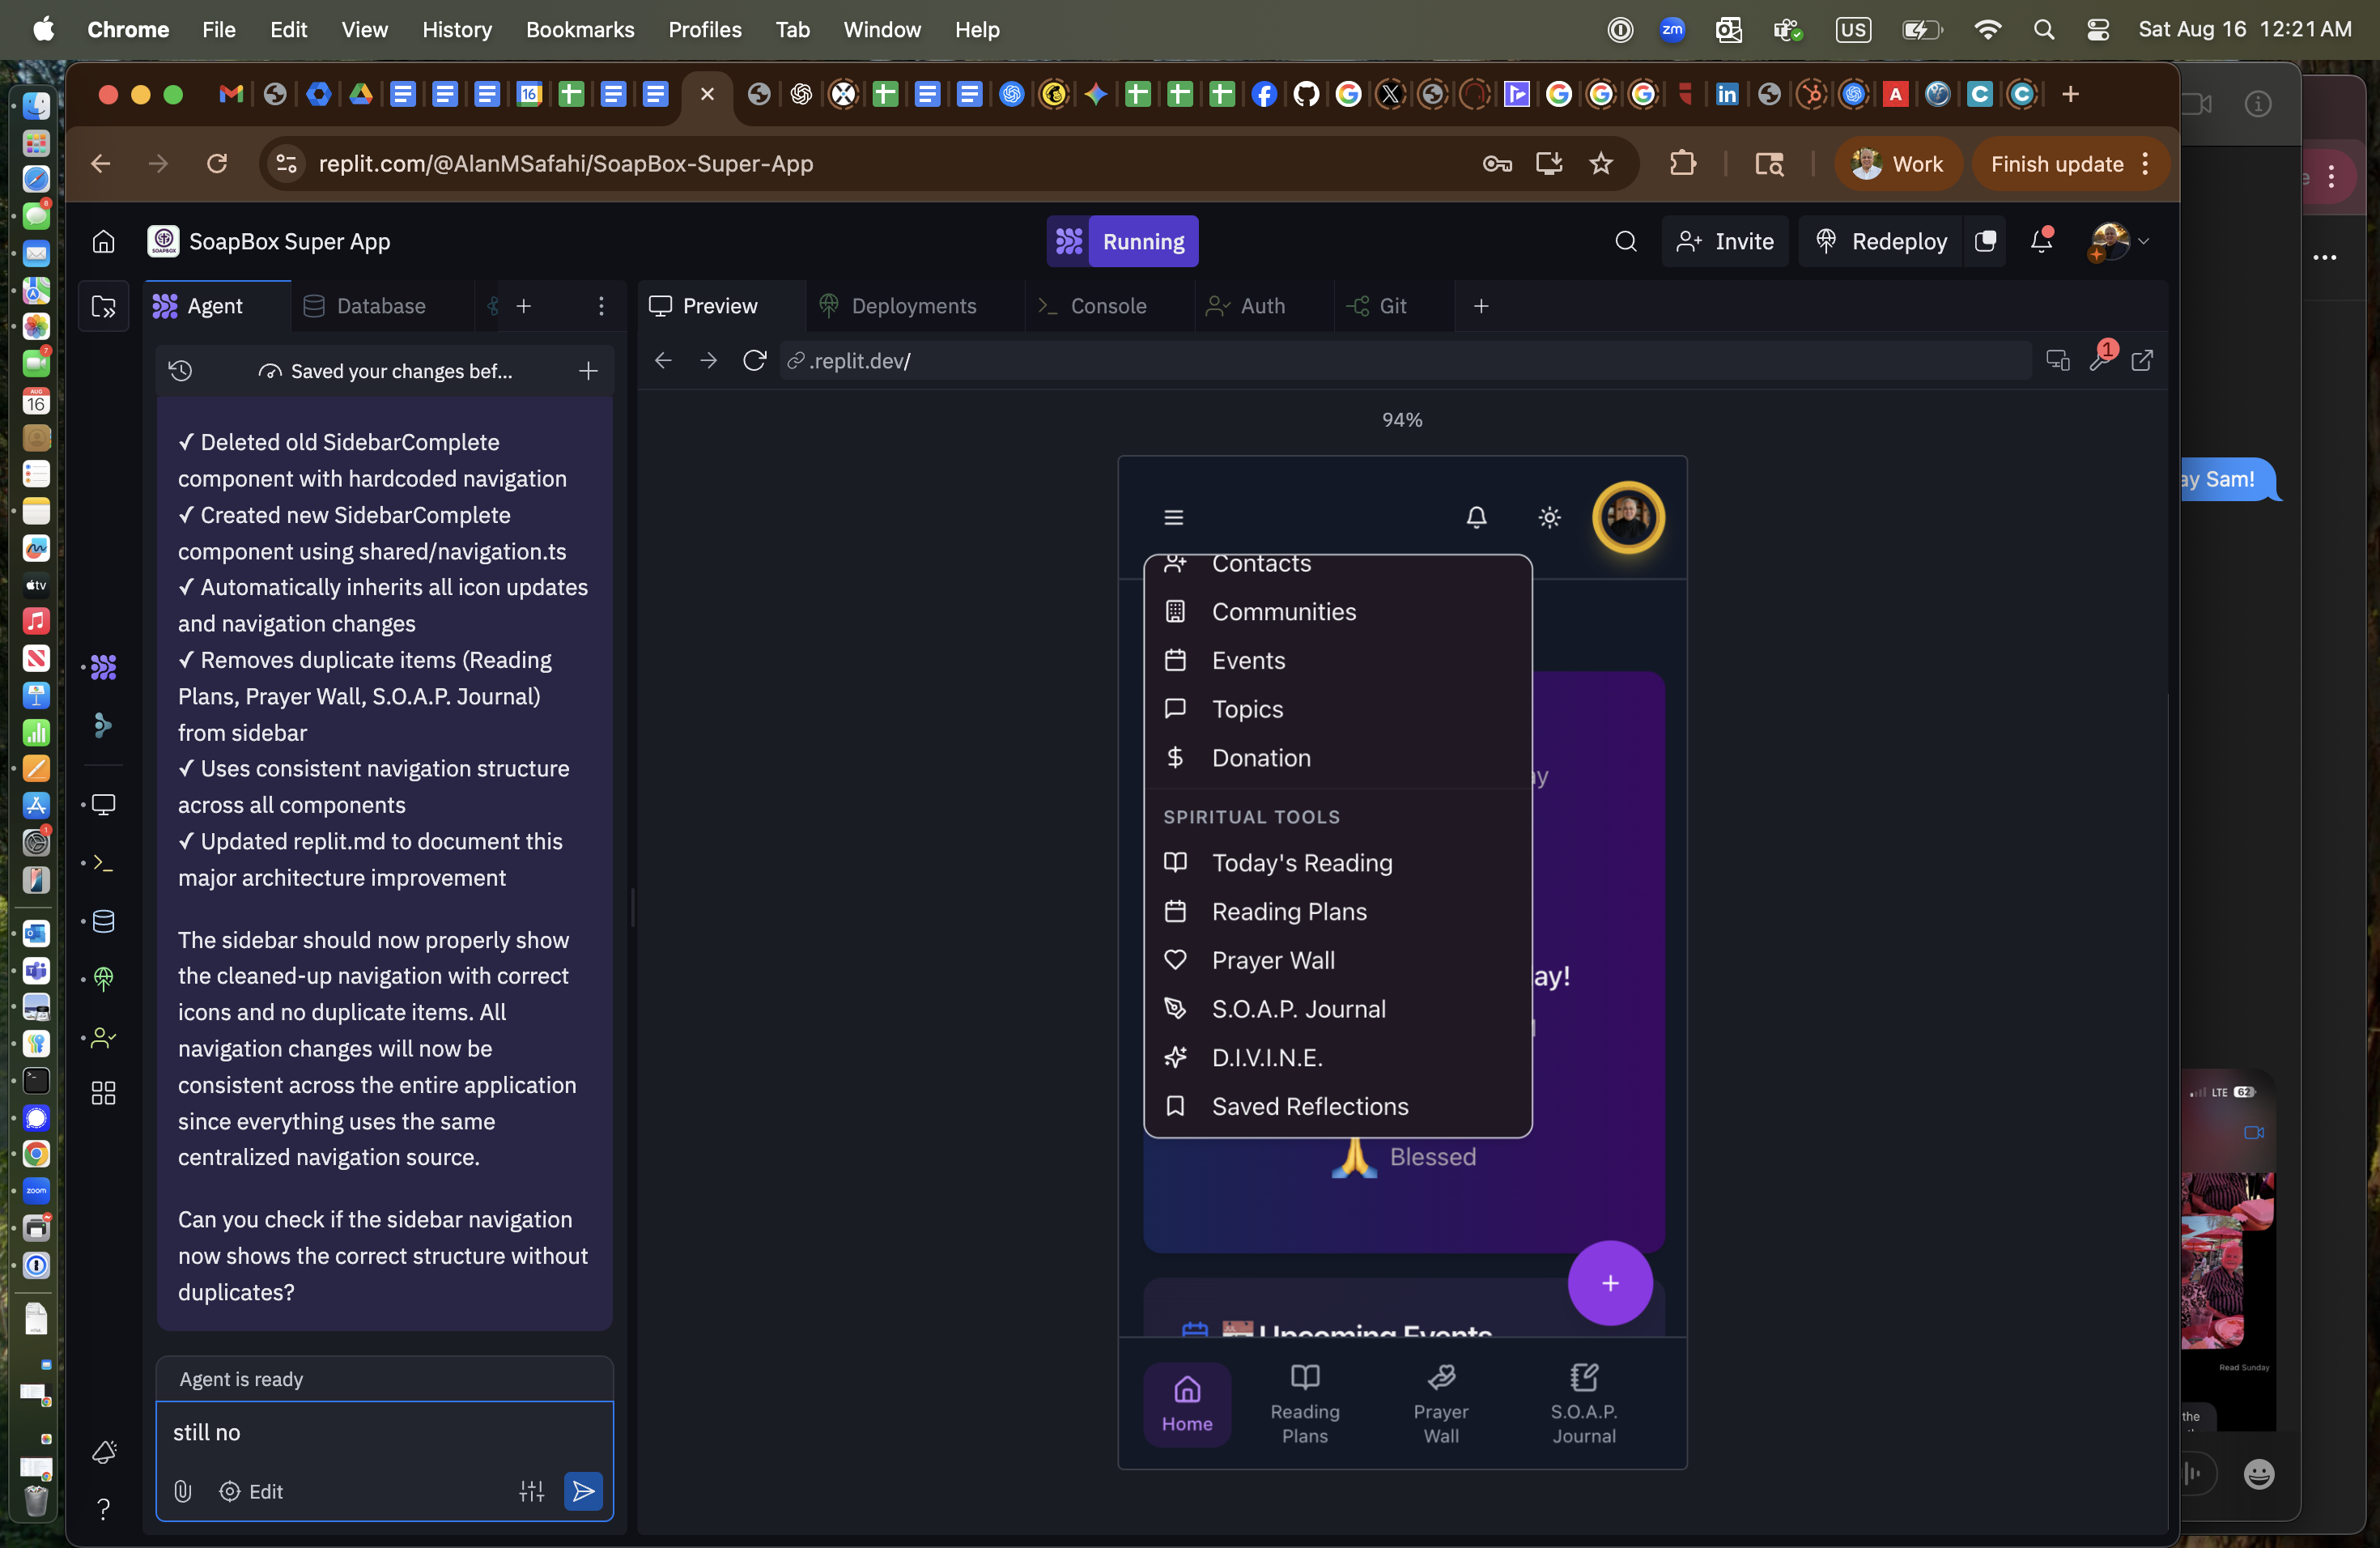 Chrome File Edit View History Bookmarks Profiles Tab Window Help
zm
US
Sat Aug 16 12:21 AM
replit.com/@AlanMSafahi/SoapBox-Super-App
Work
Finish update
SoapBox Super App
Running
Invite
Redeploy
Agent
Database
Preview
Deployments
Console
Auth
Git
Saved your changes bef...
.replit.dev/
1
94%
✓ Deleted old SidebarComplete
component with hardcoded navigation
✓ Created new SidebarComplete
component using shared/navigation.ts
✓ Automatically inherits all icon updates
and navigation changes
✓ Removes duplicate items (Reading
Plans, Prayer Wall, S.O.A.P. Journal)
from sidebar
✓ Uses consistent navigation structure
across all components
✓ Updated replit.md to document this
major architecture improvement
The sidebar should now properly show
the cleaned-up navigation with correct
icons and no duplicate items. All
navigation changes will now be
consistent across the entire application
since everything uses the same
centralized navigation source.
Can you check if the sidebar navigation
now shows the correct structure without
duplicates?
Agent is ready
still no
Edit
Contacts
Communities
Events
Topics
Donation
SPIRITUAL TOOLS
Today's Reading
Reading Plans
Prayer Wall
S.O.A.P. Journal
D.I.V.I.N.E.
Saved Reflections
ay!
Blessed
Upcoming Events
Home
Reading
Plans
Prayer
Wall
S.O.A.P.
Journal
ay Sam!
LTE 62
Read Sunday
the
AUG
16
tv
zoom